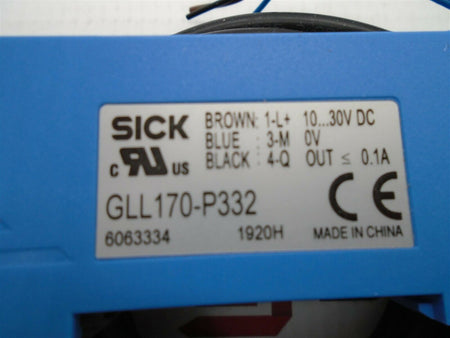 SICK
BROWN: 1-L+ 10...30V DC
BLUE : 3-M 0V
BLACK : 4-Q OUT ≤ 0.1A
c RU US
GLL170-P332
CE
6063334 1920H MADE IN CHINA